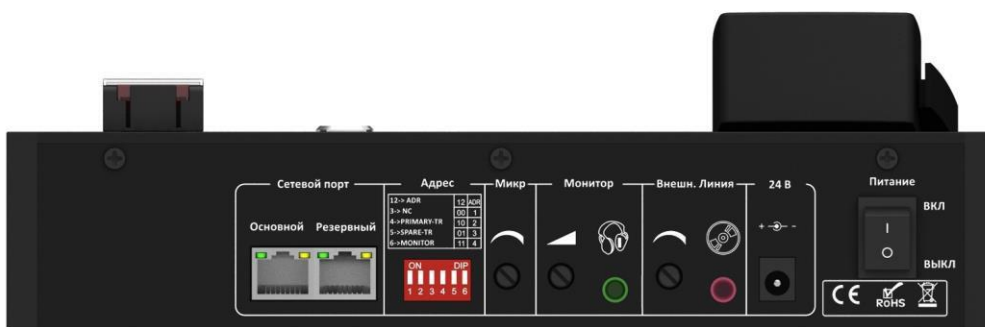 Сетевой порт
Основной Резервный
Адрес
12-> ADR 12 ADR
3-> NC 00 1
4->PRIMARY-TR 10 2
5->SPARE-TR 01 3
6->MONITOR 11 4
ON DIP
1 2 3 4 5 6
Микр
Монитор
Внешн. Линия
24 В
+ -
Питание
ВКЛ
I
O
ВЫКЛ
CE RoHS